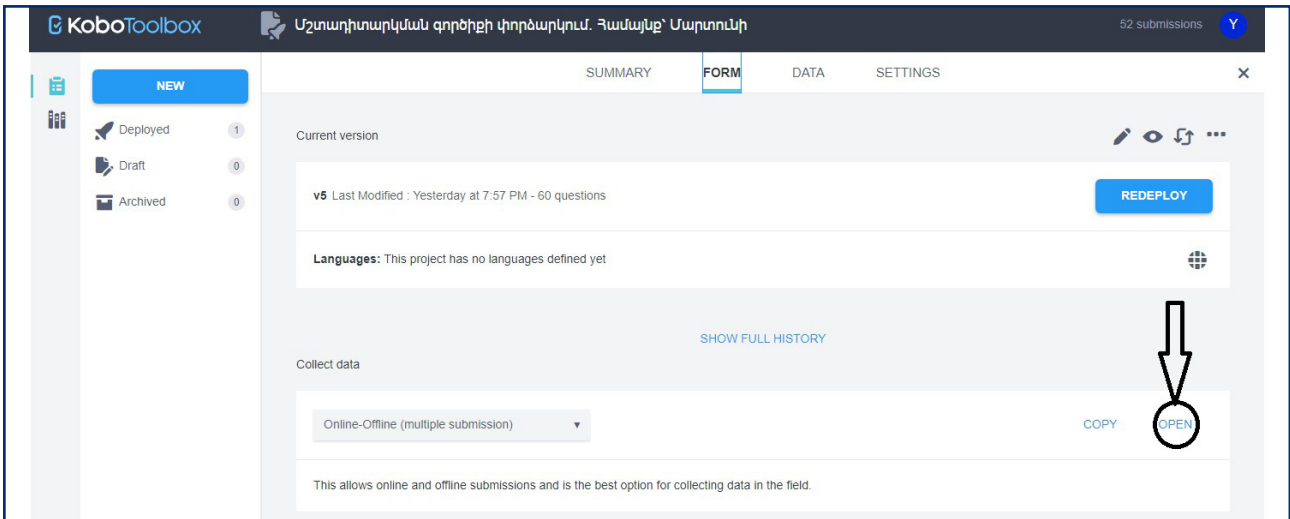 KoboToolbox
Մշտադիտարկման գործիքի փորձարկում. Համայնք՝ Մարտունի
52 submissions
Y
SUMMARY FORM DATA SETTINGS
NEW
Deployed 1
Draft 0
Archived 0
Current version
v5 Last Modified : Yesterday at 7:57 PM - 60 questions
REDEPLOY
Languages: This project has no languages defined yet
SHOW FULL HISTORY
Collect data
Online-Offline (multiple submission)
COPY OPEN
This allows online and offline submissions and is the best option for collecting data in the field.